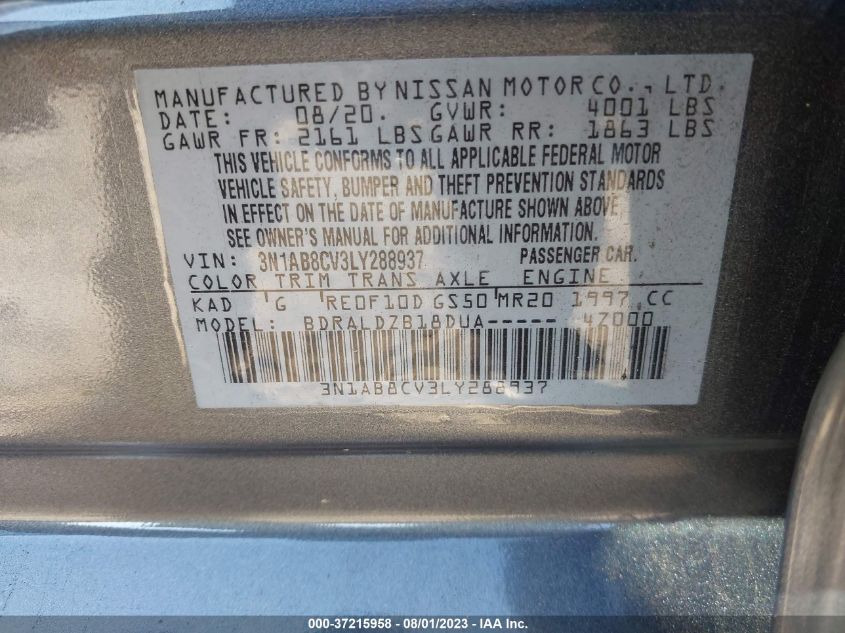 MANUFACTURED BY NISSAN MOTOR CO., LTD.
DATE: 08/20. GVWR: 4001 LBS
GAWR FR: 2161 LBS GAWR RR: 1863 LBS
THIS VEHICLE CONFORMS TO ALL APPLICABLE FEDERAL MOTOR
VEHICLE SAFETY, BUMPER AND THEFT PREVENTION STANDARDS
IN EFFECT ON THE DATE OF MANUFACTURE SHOWN ABOVE.
SEE OWNER'S MANUAL FOR ADDITIONAL INFORMATION.
VIN: 3N1AB8CV3LY288937 PASSENGER CAR.
COLOR TRIM TRANS AXLE ENGINE
KAD 'G 'RE0F10D GS50'MR20 1997 CC
MODEL: BDRALDZB18DUA----- 47000
3N1AB8CV3LY288937
000-37215958 - 08/01/2023 - IAA Inc.